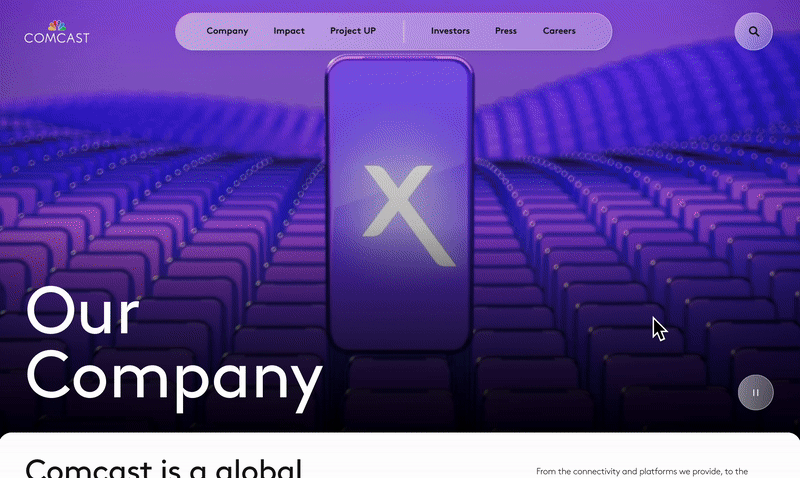 COMCAST
Company Impact Project UP Investors Press Careers
X
Our
Company
Comcast is a global
From the connectivity and platforms we provide, to the